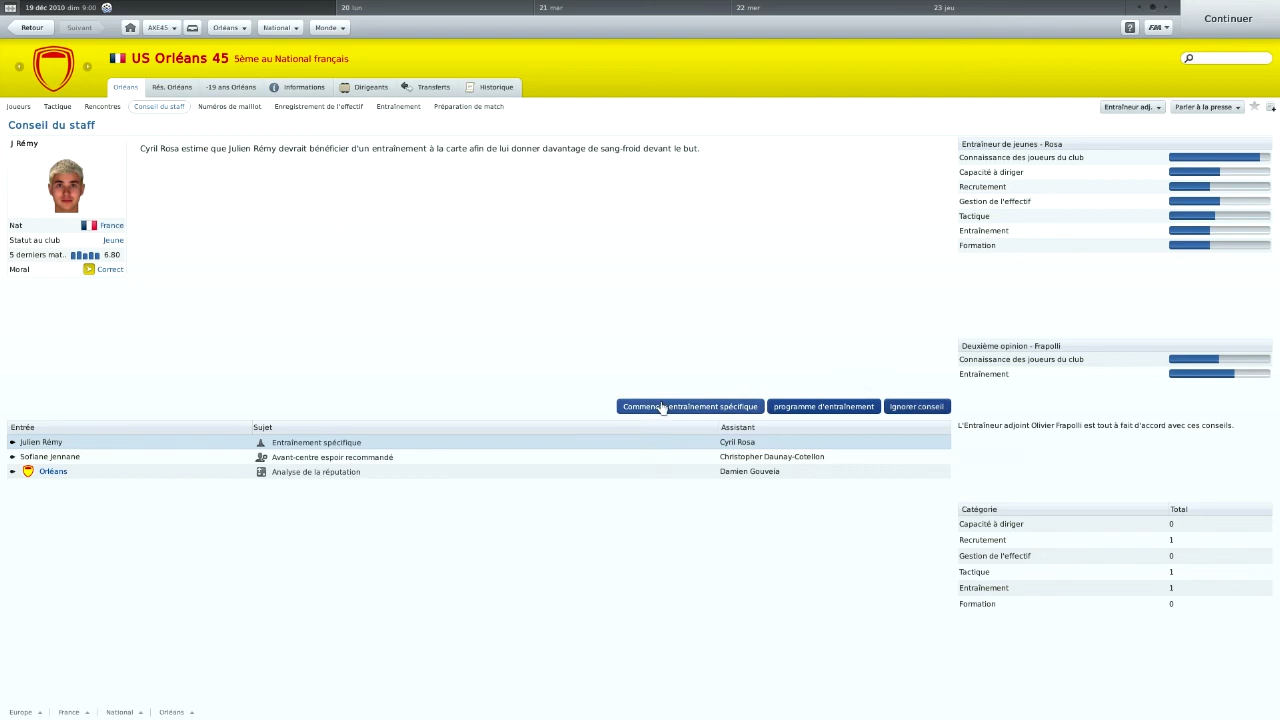 19 déc 2010 dim 9:00
20 lun
21 mar
22 mer
23 jeu
Continuer
Retour
Suivant
AXE45
Orléans
National
Monde
?
FM
US Orléans 45 5ème au National français
Orléans
Rés. Orléans
-19 ans Orléans
Informations
Dirigeants
Transferts
Historique
Joueurs
Tactique
Rencontres
Conseil du staff
Numéros de maillot
Enregistrement de l'effectif
Entraînement
Préparation de match
Entraîneur adj.
Parler à la presse
Conseil du staff
J Rémy
Nat France
Statut au club Jeune
5 derniers mat.. 6.80
Moral Correct
Cyril Rosa estime que Julien Rémy devrait bénéficier d'un entraînement à la carte afin de lui donner davantage de sang-froid devant le but.
Entraîneur de jeunes - Rosa
Connaissance des joueurs du club
Capacité à diriger
Recrutement
Gestion de l'effectif
Tactique
Entraînement
Formation
Deuxième opinion - Frapolli
Connaissance des joueurs du club
Entraînement
entraînement spécifique
programme d'entraînement
Ignorer conseil
Entrée Sujet Assistant
Julien Rémy Entraînement spécifique Cyril Rosa
Sofiane Jennane Avant-centre espoir recommandé Christopher Daunay-Cotellon
Orléans Analyse de la réputation Damien Gouveia
L'Entraîneur adjoint Olivier Frapolli est tout à fait d'accord avec ces conseils.
Catégorie Total
Capacité à diriger 0
Recrutement 1
Gestion de l'effectif 0
Tactique 1
Entraînement 1
Formation 0
Europe
France
National
Orléans